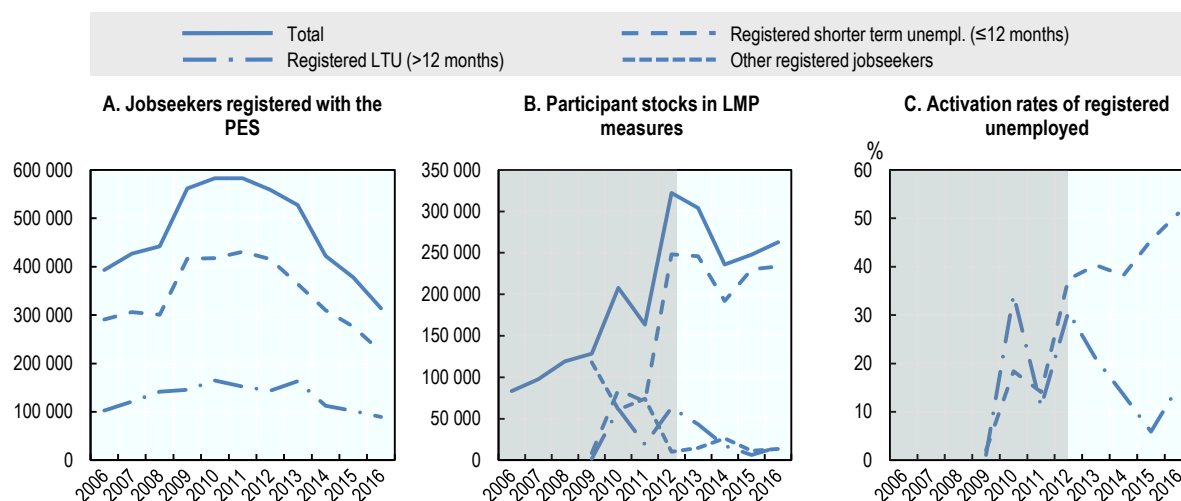 Total
Registered shorter term unempl. (≤12 months)
Registered LTU (>12 months)
Other registered jobseekers
A. Jobseekers registered with the
PES
600 000
500 000
400 000
300 000
200 000
100 000
0
2006 2007 2008 2009 2010 2011 2012 2013 2014 2015 2016
B. Participant stocks in LMP
measures
350 000
300 000
250 000
200 000
150 000
100 000
50 000
0
2006 2007 2008 2009 2010 2011 2012 2013 2014 2015 2016
C. Activation rates of registered
unemployed
%
60
50
40
30
20
10
0
2006 2007 2008 2009 2010 2011 2012 2013 2014 2015 2016